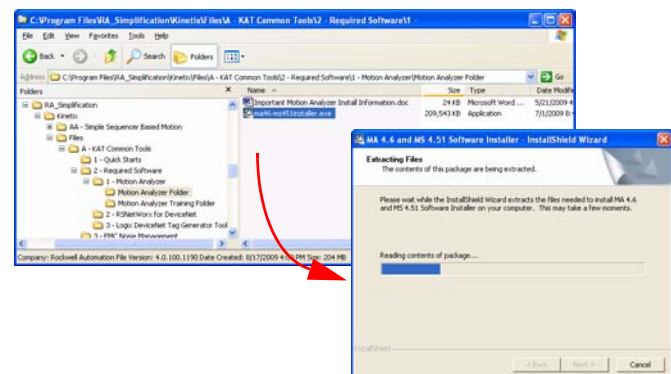 C:\Program Files\RA_Simplification\Kinetix\Files\A - KAT Common Tools\2 - Required Software\1 -
File Edit View Favorites Tools Help
Back Search Folders
Address C:\Program Files\RA_Simplification\Kinetix\Files\A - KAT Common Tools\2 - Required Software\1 - Motion Analyzer\Motion Analyzer Folder Go
Folders
RA_Simplification
Kinetix
AA - Simple Sequencer Based Motion
Files
A - KAT Common Tools
1 - Quick Starts
2 - Required Software
1 - Motion Analyzer
Motion Analyzer Folder
Motion Analyzer Training Folder
2 - RSNetWorx for DeviceNet
3 - Logix DeviceNet Tag Generator Tool
3 - EMC Noise Management
Name Size Type Date Modifi
Important Motion Analyzer Install Information.doc 24 KB Microsoft Word ... 5/21/2009 4
ma46-ms451installer.exe 209,543 KB Application 7/1/2009 8:
Company: Rockwell Automation File Version: 4.0.100.1190 Date Created: 8/17/2009 4:00 PM Size: 204 MB
MA 4.6 and MS 4.51 Software Installer - InstallShield Wizard
Extracting Files
The contents of this package are being extracted.
Please wait while the InstallShield Wizard extracts the files needed to install MA 4.6
and MS 4.51 Software Installer on your computer. This may take a few moments.
Reading contents of package...
InstallShield
< Back Next > Cancel